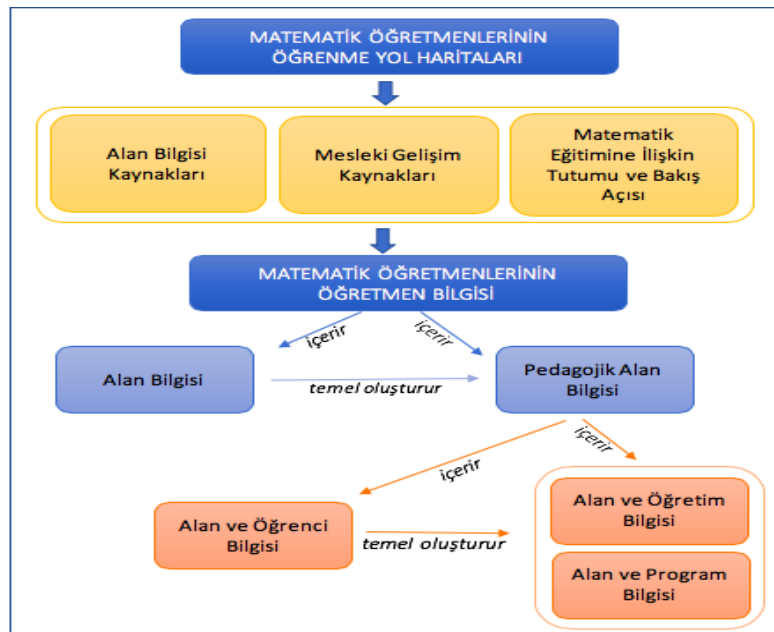 MATEMATİK ÖĞRETMENLERİNİN
ÖĞRENME YOL HARİTALARI
Alan Bilgisi
Kaynakları
Mesleki Gelişim
Kaynakları
Matematik
Eğitimine İlişkin
Tutumu ve Bakış
Açısı
MATEMATİK ÖĞRETMENLERİNİN
ÖĞRETMEN BİLGİSİ
içerir
içerir
Alan Bilgisi
temel oluşturur
Pedagojik Alan
Bilgisi
içerir
içerir
Alan ve Öğrenci
Bilgisi
temel oluşturur
Alan ve Öğretim
Bilgisi
Alan ve Program
Bilgisi